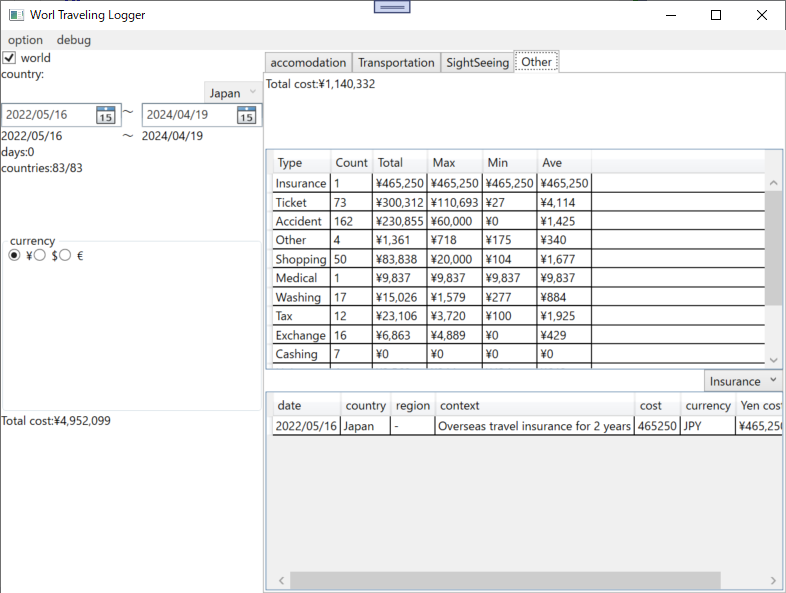 Worl Traveling Logger
option debug
world
country:
Japan
2022/05/16 15 ~ 2024/04/19 15
2022/05/16 ~ 2024/04/19
days:0
countries:83/83
currency
¥ $ €
Total cost:¥4,952,099
accomodation Transportation SightSeeing Other
Total cost:¥1,140,332
Type Count Total Max Min Ave
Insurance 1 ¥465,250 ¥465,250 ¥465,250 ¥465,250
Ticket 73 ¥300,312 ¥110,693 ¥27 ¥4,114
Accident 162 ¥230,855 ¥60,000 ¥0 ¥1,425
Other 4 ¥1,361 ¥718 ¥175 ¥340
Shopping 50 ¥83,838 ¥20,000 ¥104 ¥1,677
Medical 1 ¥9,837 ¥9,837 ¥9,837 ¥9,837
Washing 17 ¥15,026 ¥1,579 ¥277 ¥884
Tax 12 ¥23,106 ¥3,720 ¥100 ¥1,925
Exchange 16 ¥6,863 ¥4,889 ¥0 ¥429
Cashing 7 ¥0 ¥0 ¥0 ¥0
Insurance
date country region context cost currency Yen cost
2022/05/16 Japan - Overseas travel insurance for 2 years 465250 JPY ¥465,250